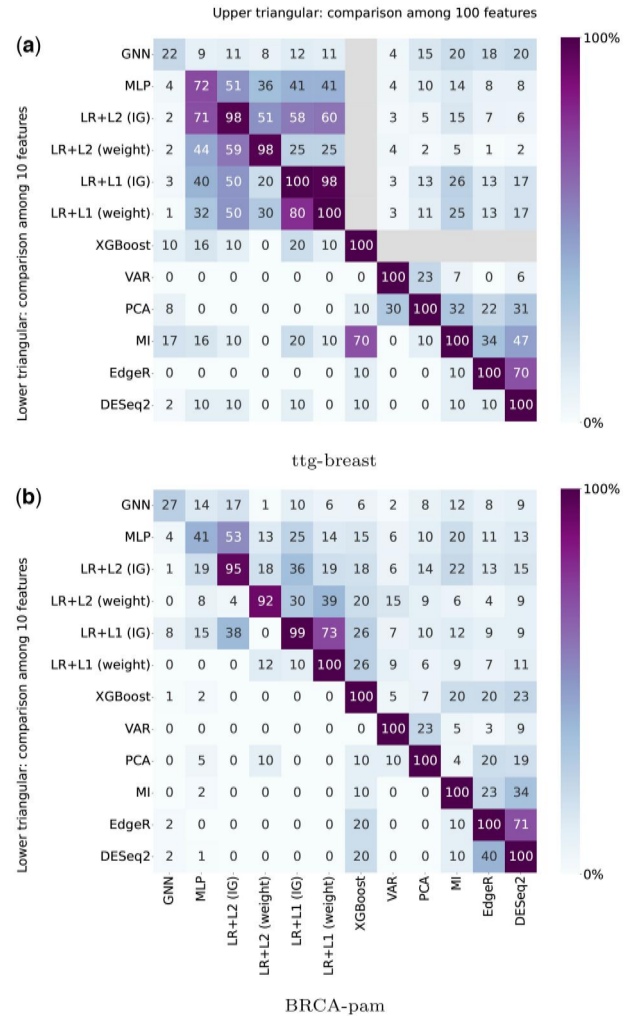 Upper triangular: comparison among 100 features
(a)
Lower triangular: comparison among 10 features
GNN 22 9 11 8 12 11 4 15 20 18 20
MLP 4 72 51 36 41 41 4 10 14 8 8
LR+L2 (IG) 2 71 98 51 58 60 3 5 15 7 6
LR+L2 (weight) 2 44 59 98 25 25 4 2 5 1 2
LR+L1 (IG) 3 40 50 20 100 98 3 13 26 13 17
LR+L1 (weight) 1 32 50 30 80 100 3 11 25 13 17
XGBoost 10 16 10 0 20 10 100
VAR 0 0 0 0 0 0 0 100 23 7 0 6
PCA 8 0 0 0 0 0 10 30 100 32 22 31
MI 17 16 10 0 20 10 70 0 10 100 34 47
EdgeR 0 0 0 0 0 0 10 0 0 10 100 70
DESeq2 2 10 10 0 10 0 10 0 0 10 10 100
100%
0%
ttg-breast
(b)
Lower triangular: comparison among 10 features
GNN 27 14 17 1 10 6 6 2 8 12 8 9
MLP 4 41 53 13 25 14 15 6 10 20 11 13
LR+L2 (IG) 1 19 95 18 36 19 18 6 14 22 13 15
LR+L2 (weight) 0 8 4 92 30 39 20 15 9 6 4 9
LR+L1 (IG) 8 15 38 0 99 73 26 7 10 12 9 9
LR+L1 (weight) 0 0 0 12 10 100 26 9 6 9 7 11
XGBoost 1 2 0 0 0 0 100 5 7 20 20 23
VAR 0 0 0 0 0 0 0 100 23 5 3 9
PCA 0 5 0 10 0 0 10 10 100 4 20 19
MI 0 2 0 0 0 0 10 0 0 100 23 34
EdgeR 2 0 0 0 0 0 20 0 0 10 100 71
DESeq2 2 1 0 0 0 0 20 0 0 10 40 100
100%
0%
GNN
MLP
LR+L2 (IG)
LR+L2 (weight)
LR+L1 (IG)
LR+L1 (weight)
XGBoost
VAR
PCA
MI
EdgeR
DESeq2
BRCA-pam